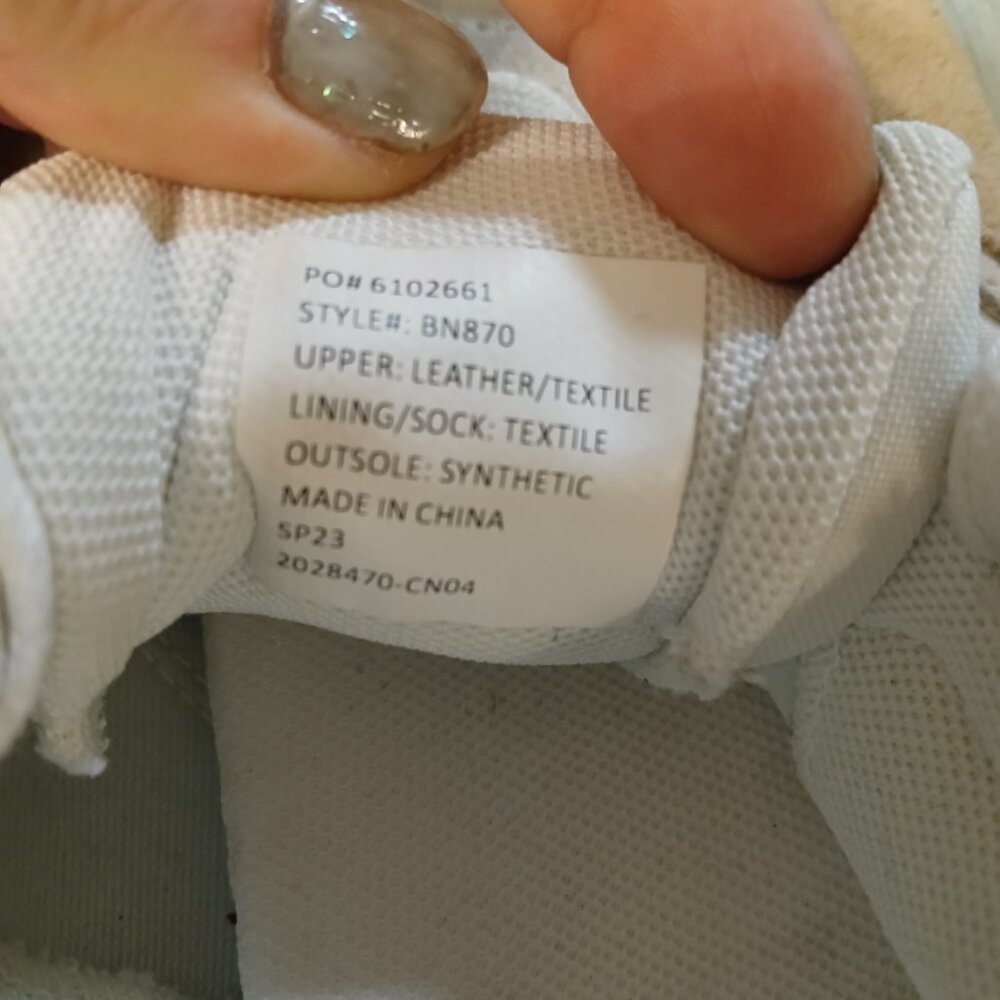 PO# 6102661
STYLE#: BN870
UPPER: LEATHER/TEXTILE
LINING/SOCK: TEXTILE
OUTSOLE: SYNTHETIC
MADE IN CHINA
SP23
2028470-CN04